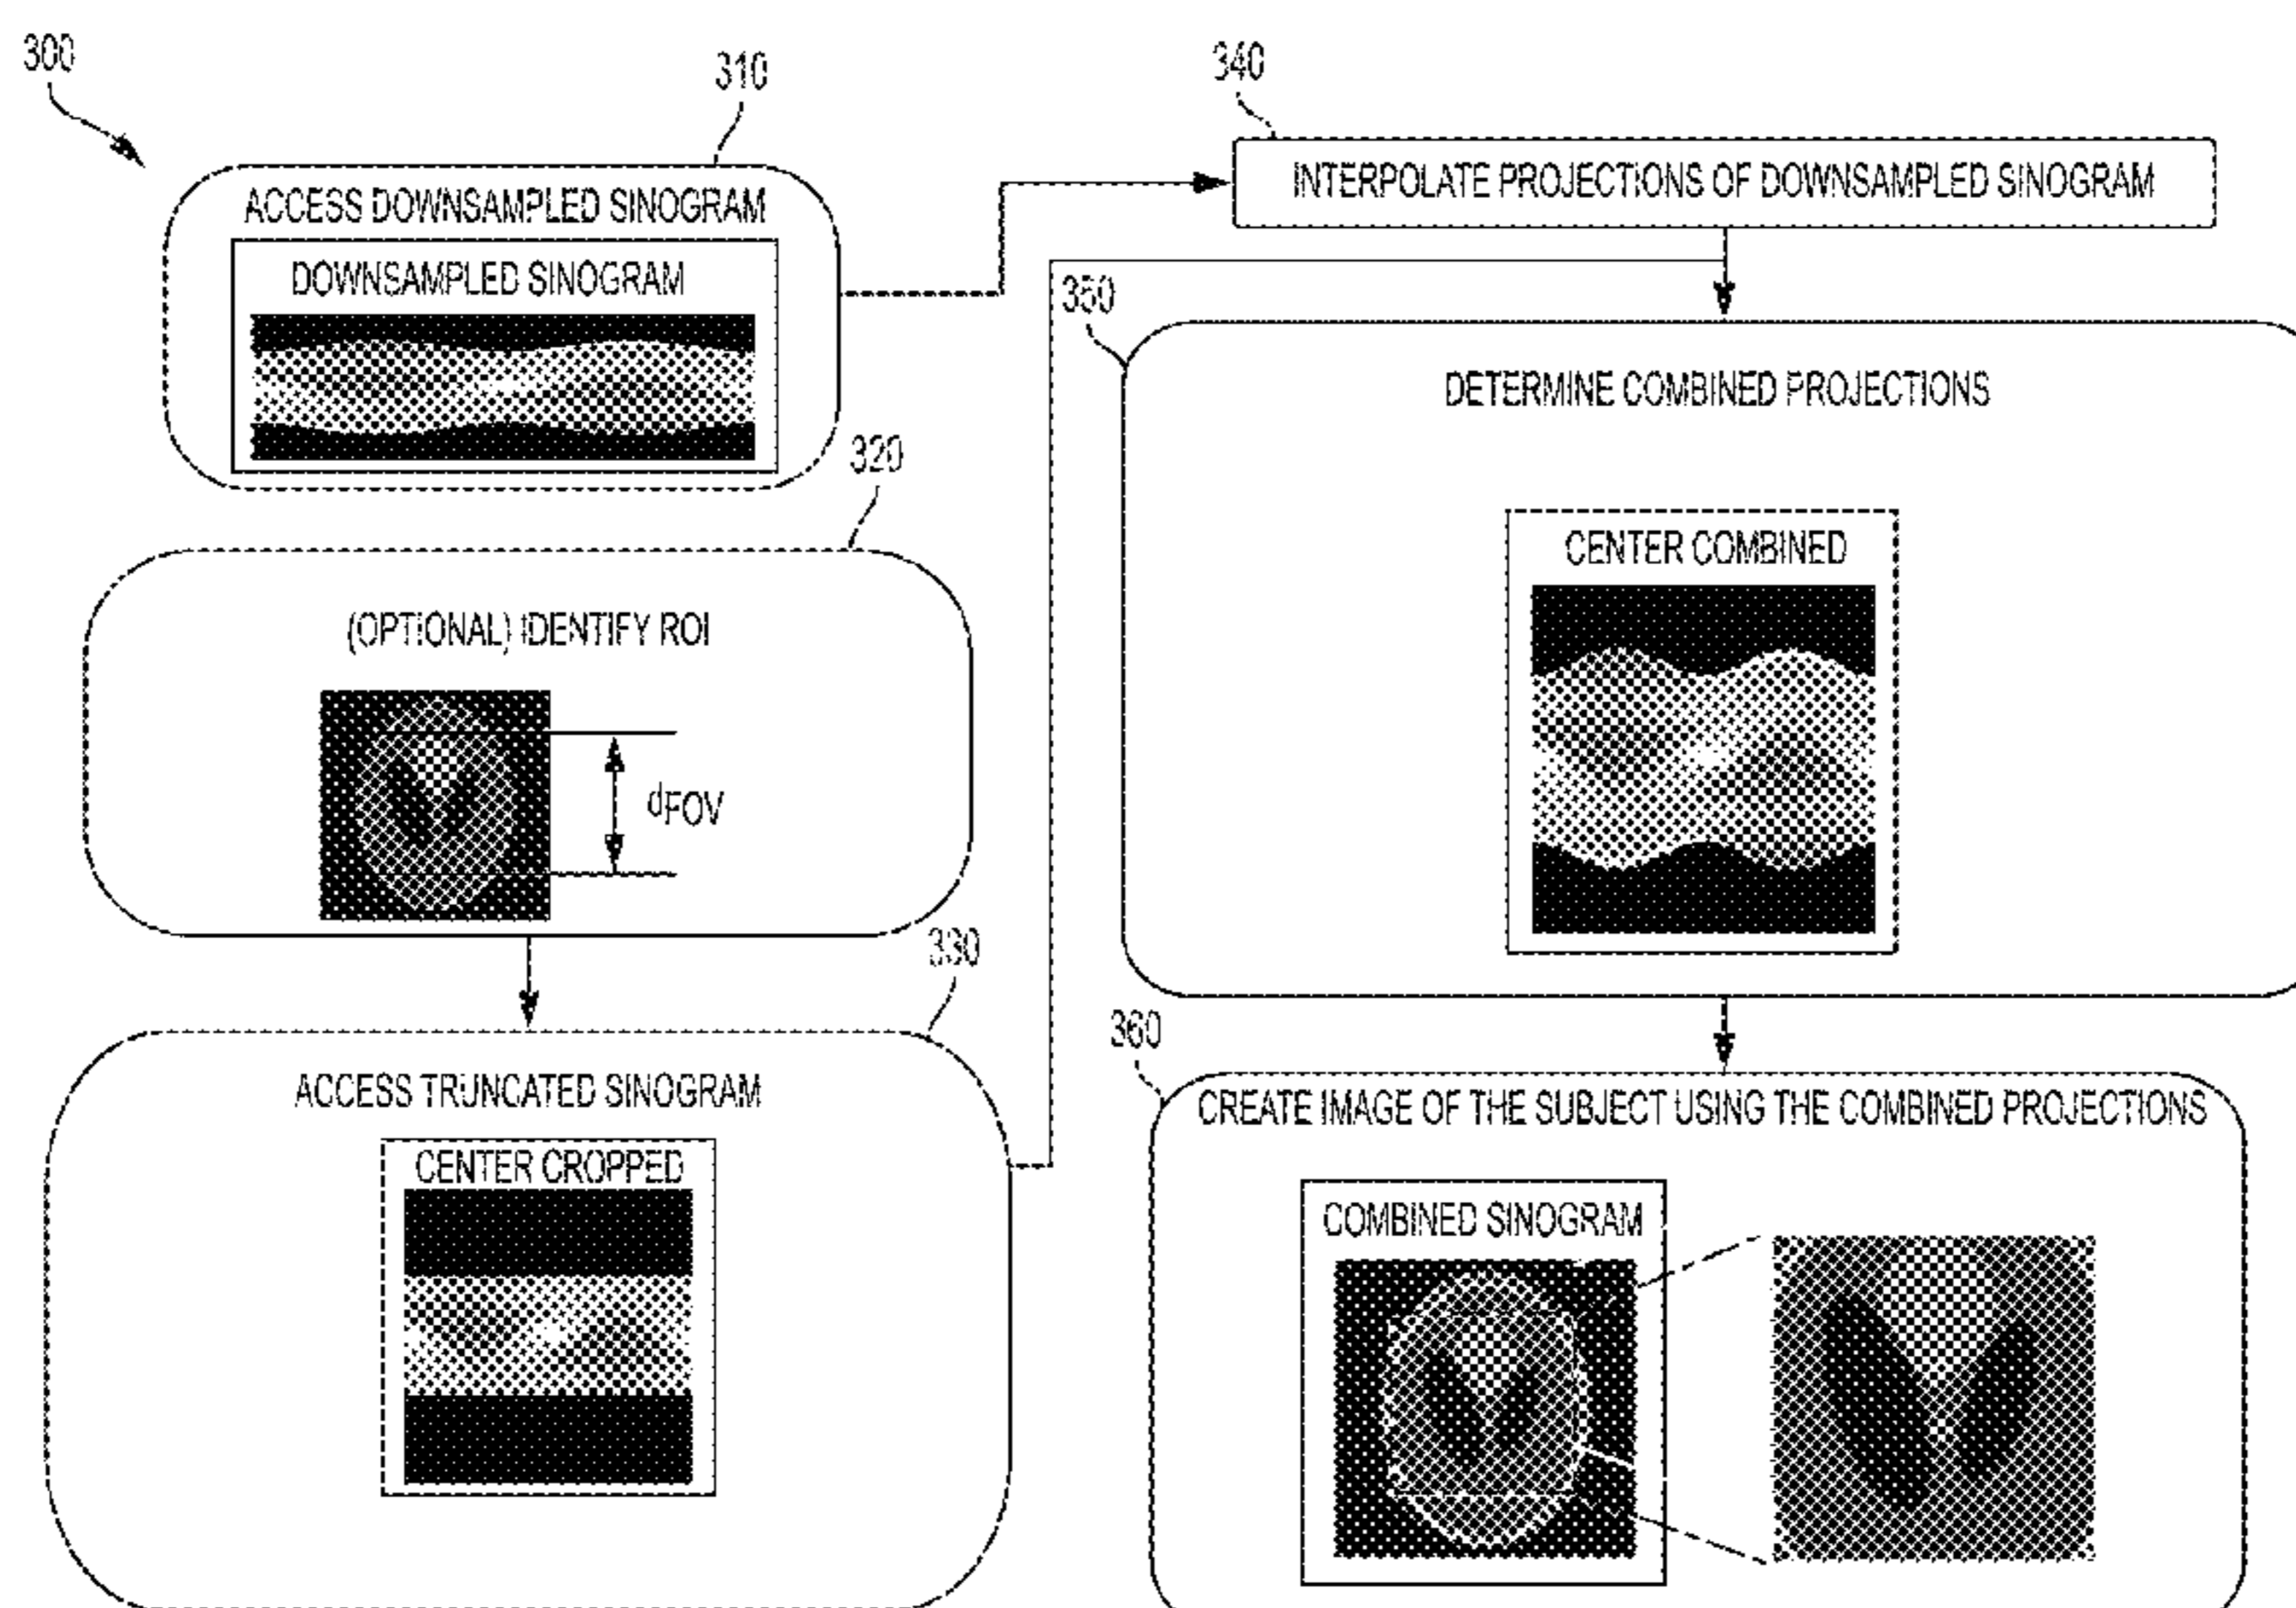 300
310
ACCESS DOWNSAMPLED SINOGRAM
DOWNSAMPLED SINOGRAM
320
(OPTIONAL) IDENTIFY ROI
dFOV
330
ACCESS TRUNCATED SINOGRAM
CENTER CROPPED
340
INTERPOLATE PROJECTIONS OF DOWNSAMPLED SINOGRAM
350
DETERMINE COMBINED PROJECTIONS
CENTER COMBINED
360
CREATE IMAGE OF THE SUBJECT USING THE COMBINED PROJECTIONS
COMBINED SINOGRAM